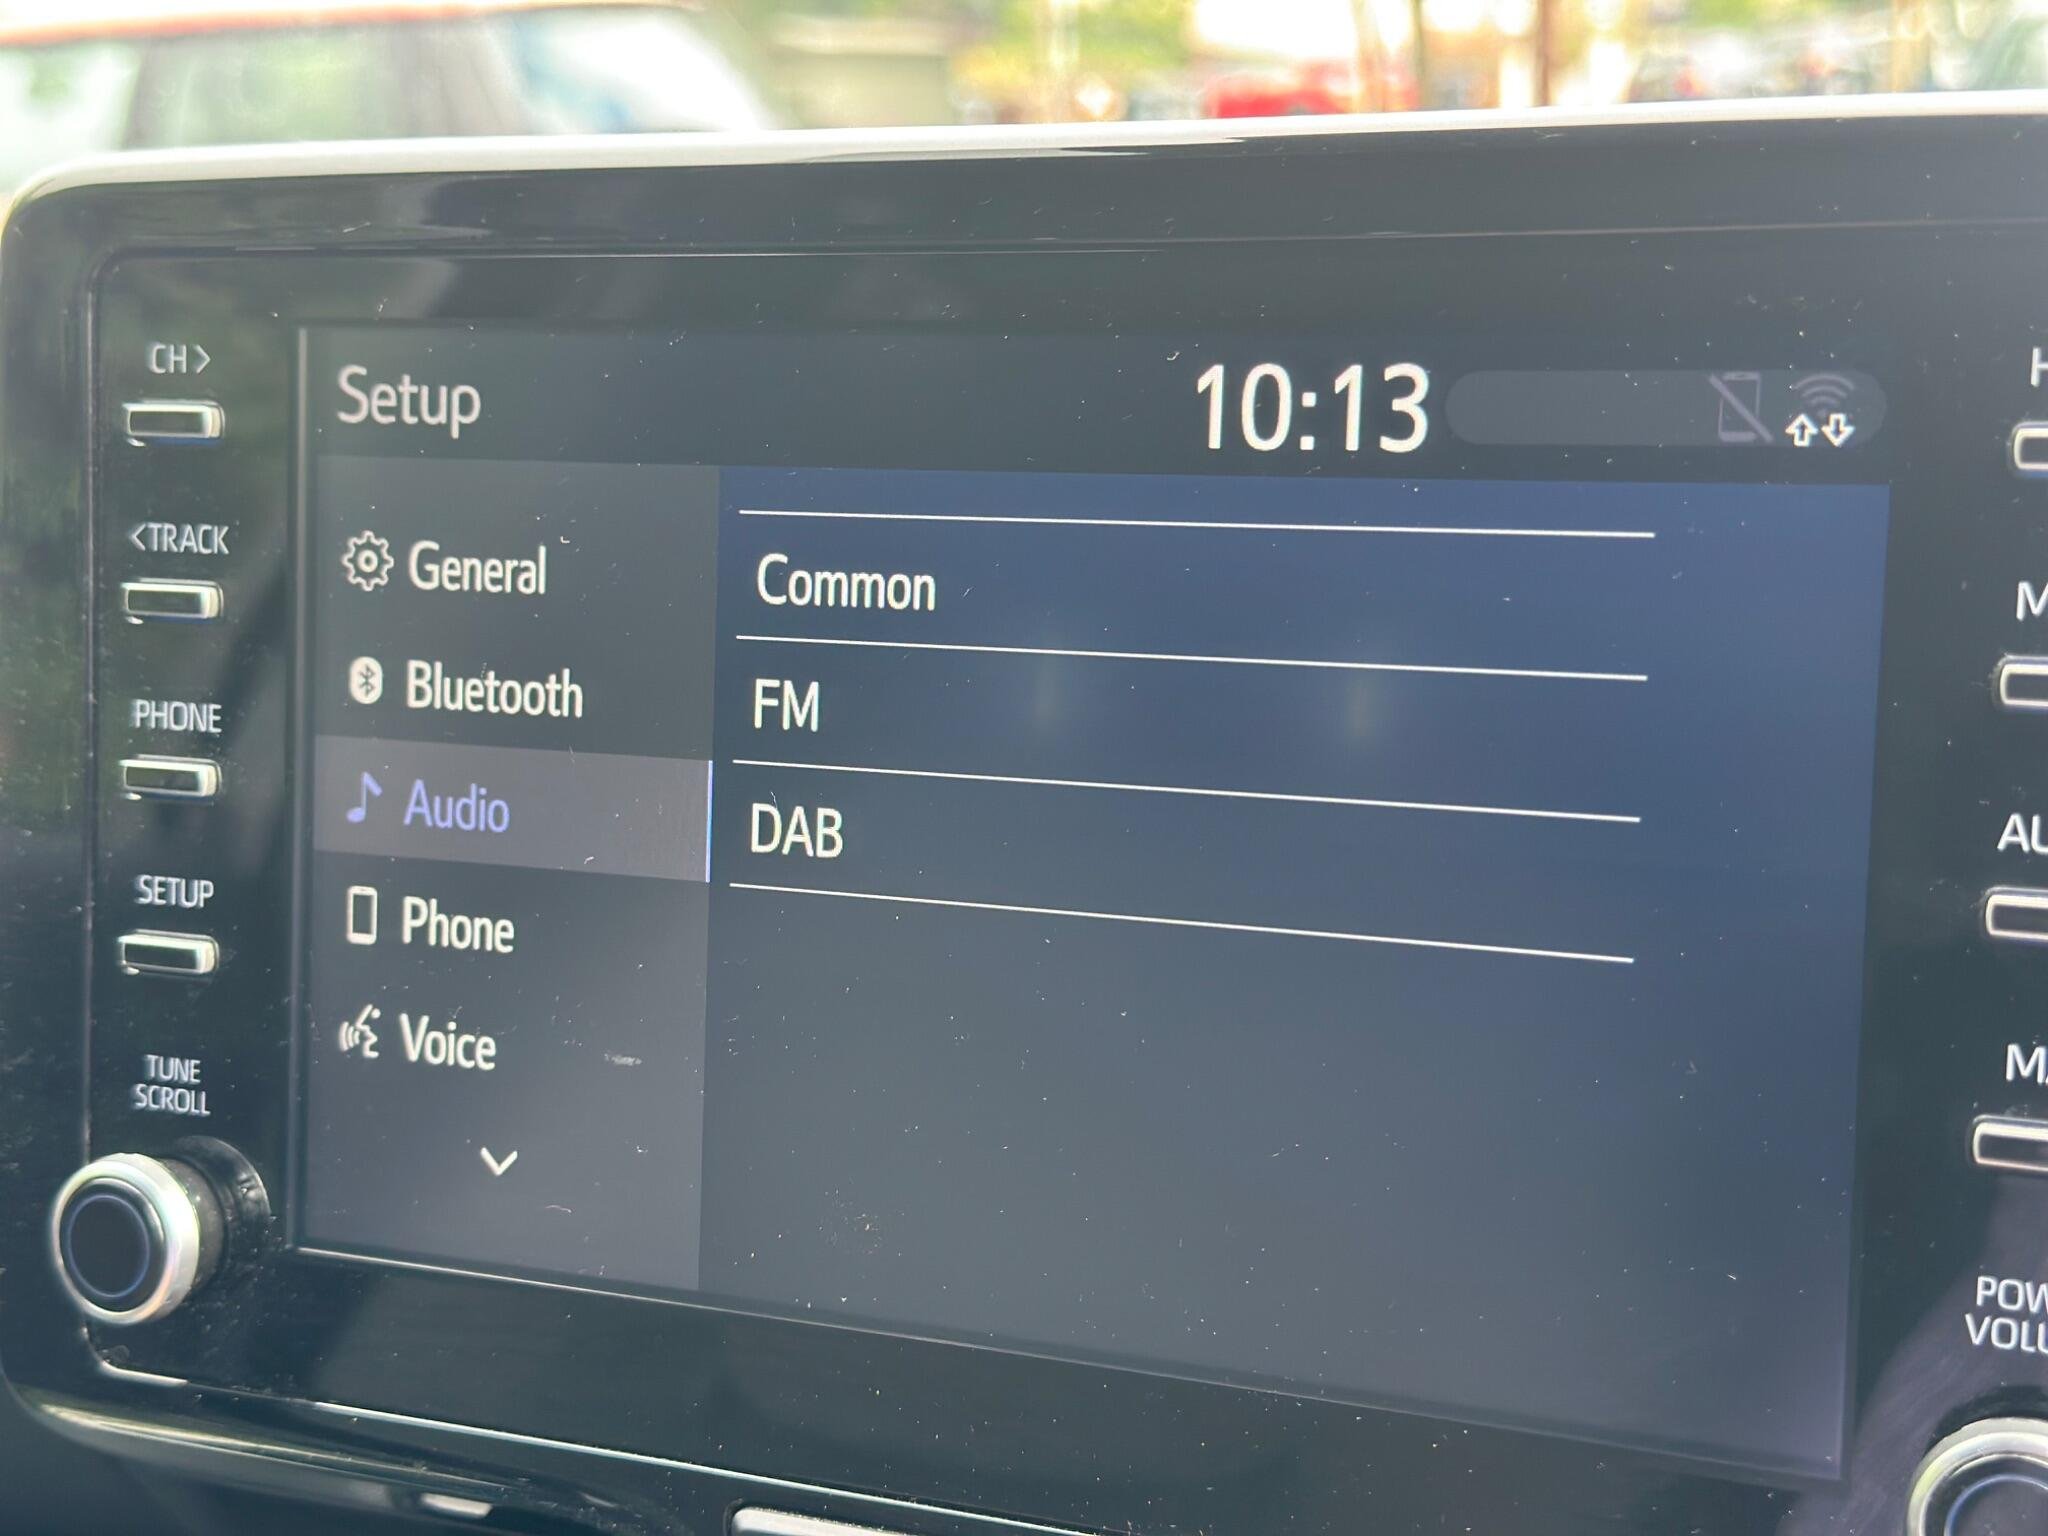 CH>
<TRACK
PHONE
SETUP
TUNE
SCROLL
Setup
10:13
General
Bluetooth
Audio
Phone
Voice
Common
FM
DAB